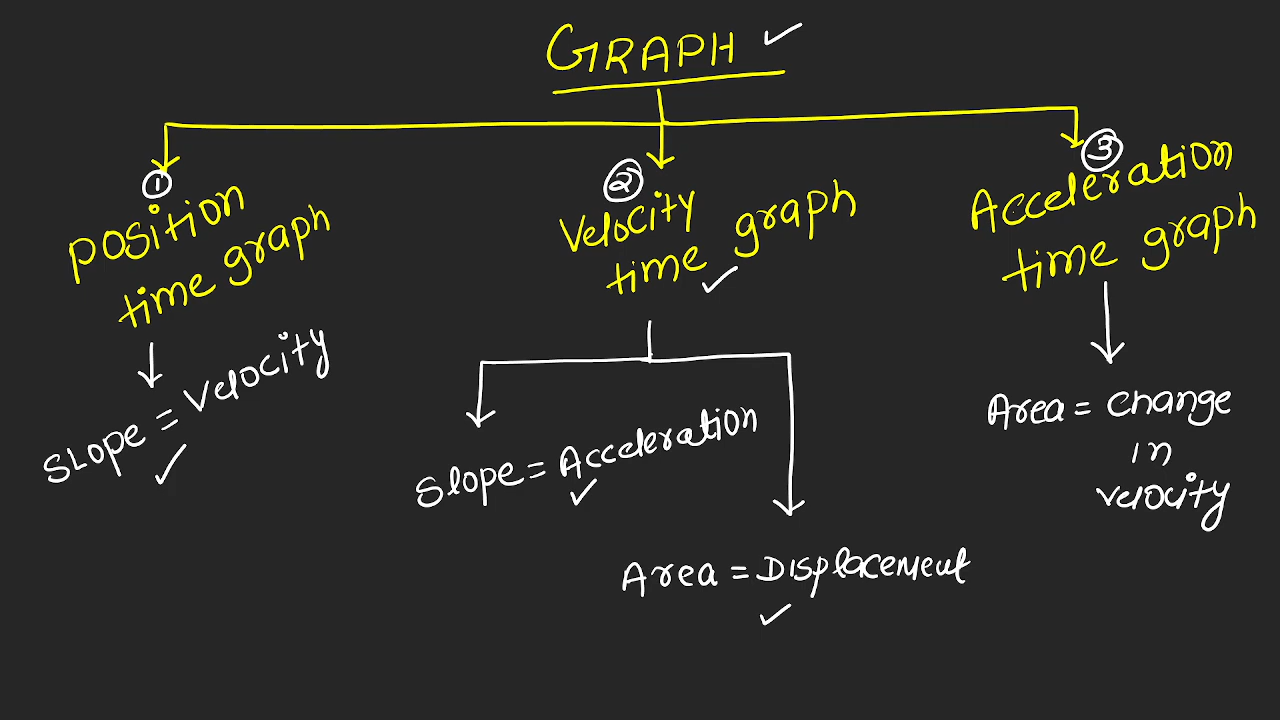 GRAPH
1
Position
time graph
Slope = Velocity
2
Velocity
time graph
Slope = Acceleration
Area = Displacement
3
Acceleration
time graph
Area = change
in
velocity